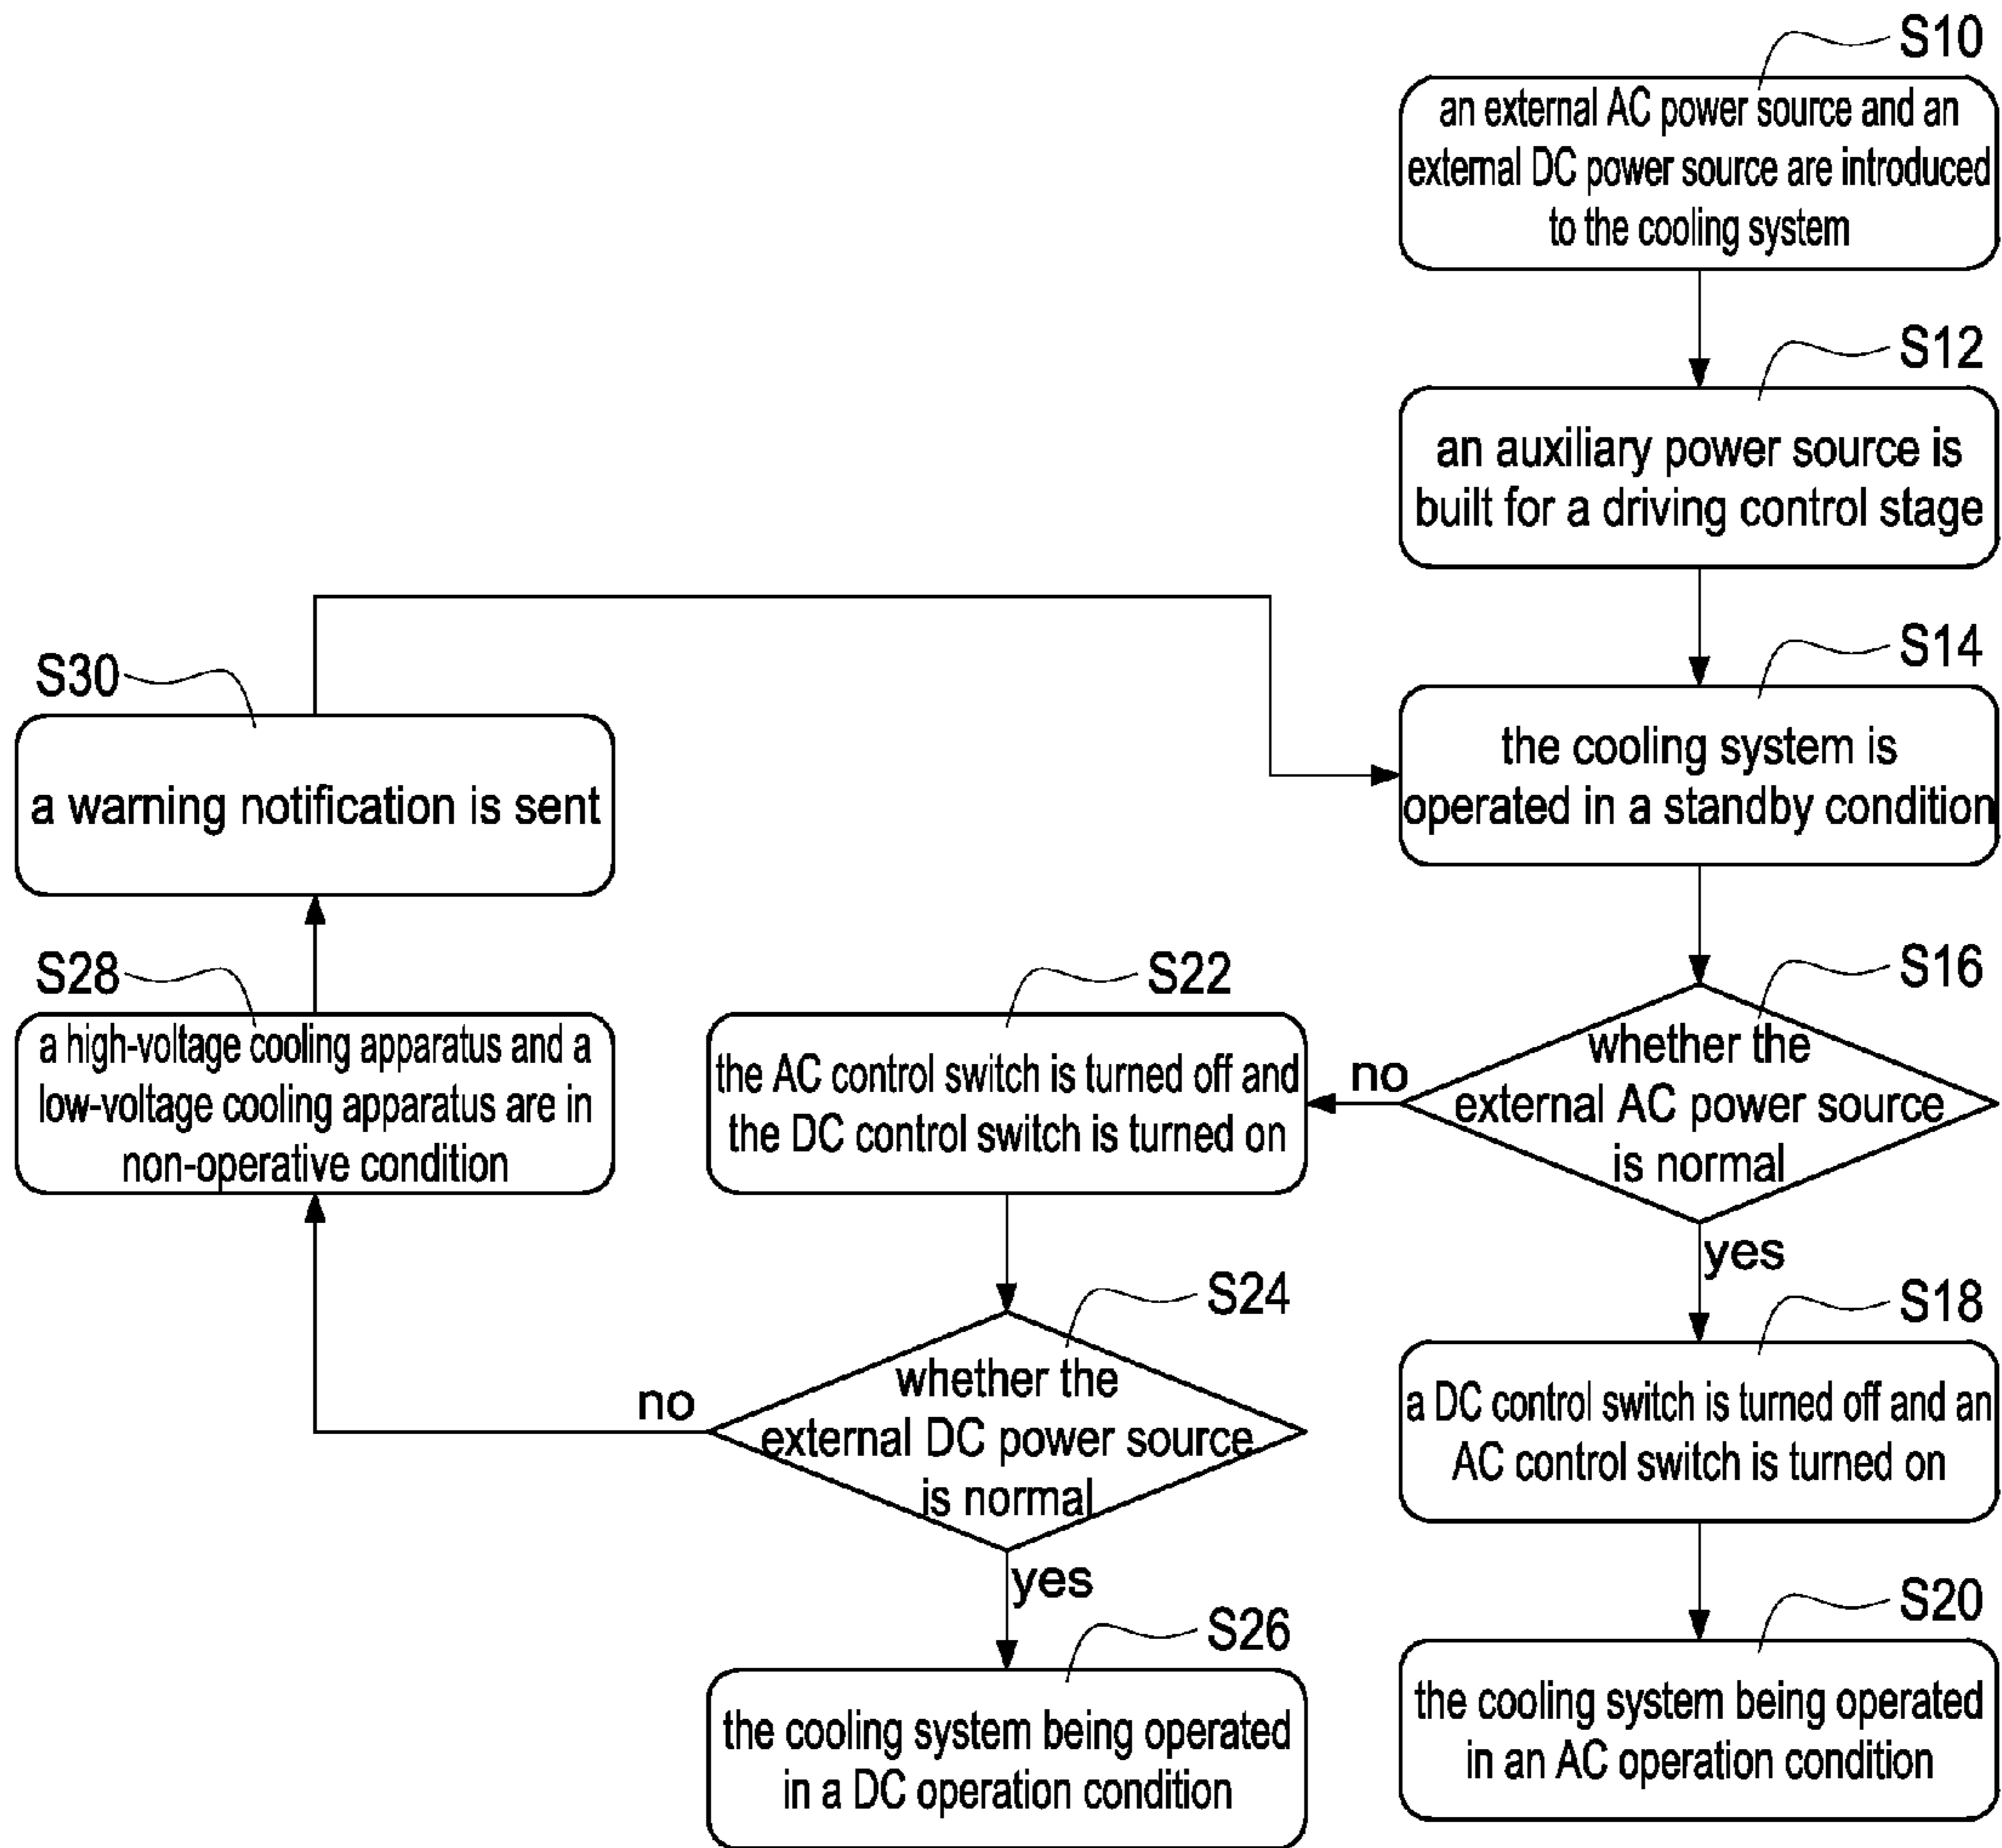 S10
an external AC power source and an
external DC power source are introduced
to the cooling system
S12
an auxiliary power source is
built for a driving control stage
S14
the cooling system is
operated in a standby condition
S30
a warning notification is sent
S16
whether the
external AC power source
is normal
no
yes
S22
the AC control switch is turned off and
the DC control switch is turned on
S28
a high-voltage cooling apparatus and a
low-voltage cooling apparatus are in
non-operative condition
S24
whether the
external DC power source
is normal
no
yes
S18
a DC control switch is turned off and an
AC control switch is turned on
S26
the cooling system being operated
in a DC operation condition
S20
the cooling system being operated
in an AC operation condition